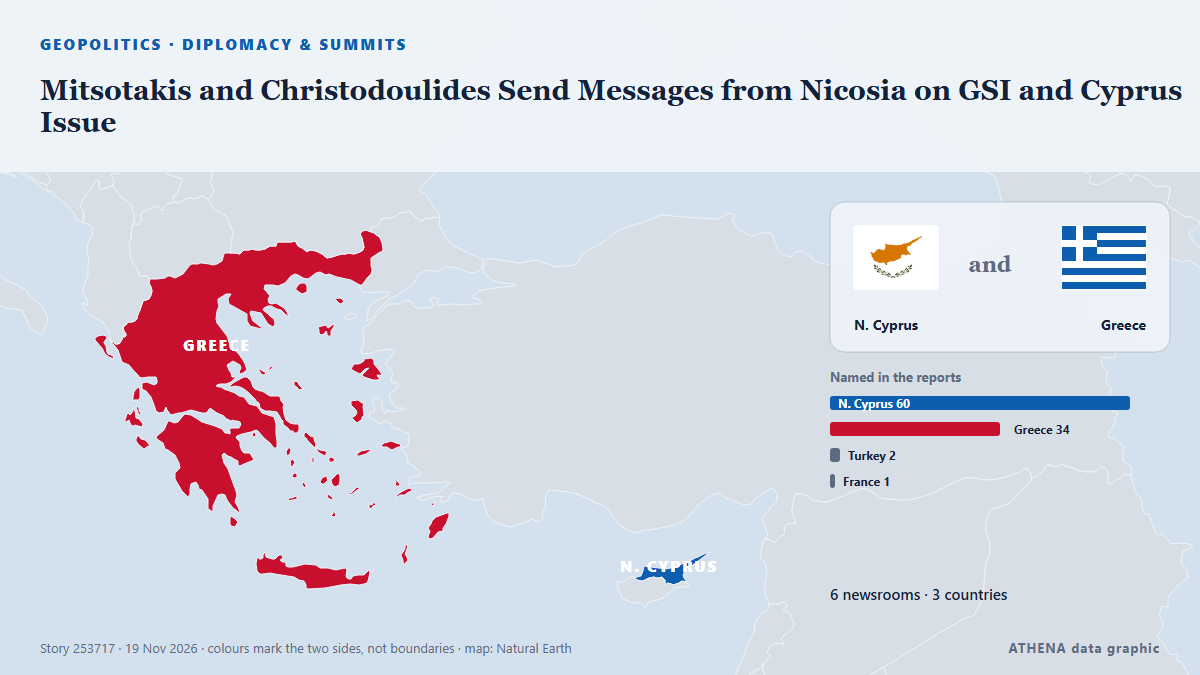 GEOPOLITICS · DIPLOMACY & SUMMITS
Mitsotakis and Christodoulides Send Messages from Nicosia on GSI and Cyprus
Issue
and
N. Cyprus
Greece
GREECE
Named in the reports
N. Cyprus 60
Greece 34
Turkey 2
France 1
N. CYPRUS
6 newsrooms · 3 countries
Story 253717 · 19 Nov 2026 · colours mark the two sides, not boundaries · map: Natural Earth
ATHENA data graphic